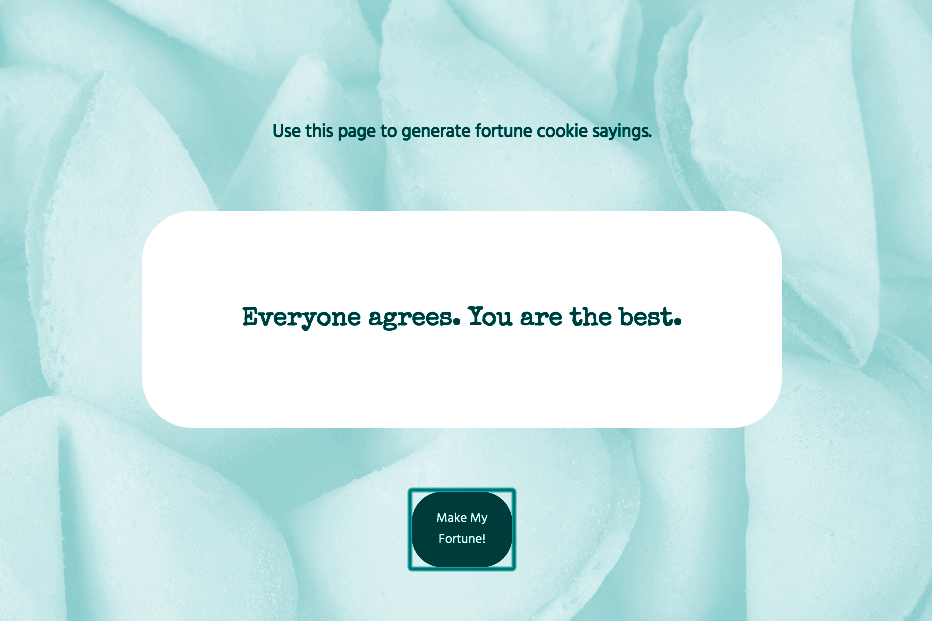 Use this page to generate fortune cookie sayings.
Everyone agrees. You are the best.
Make My
Fortune!